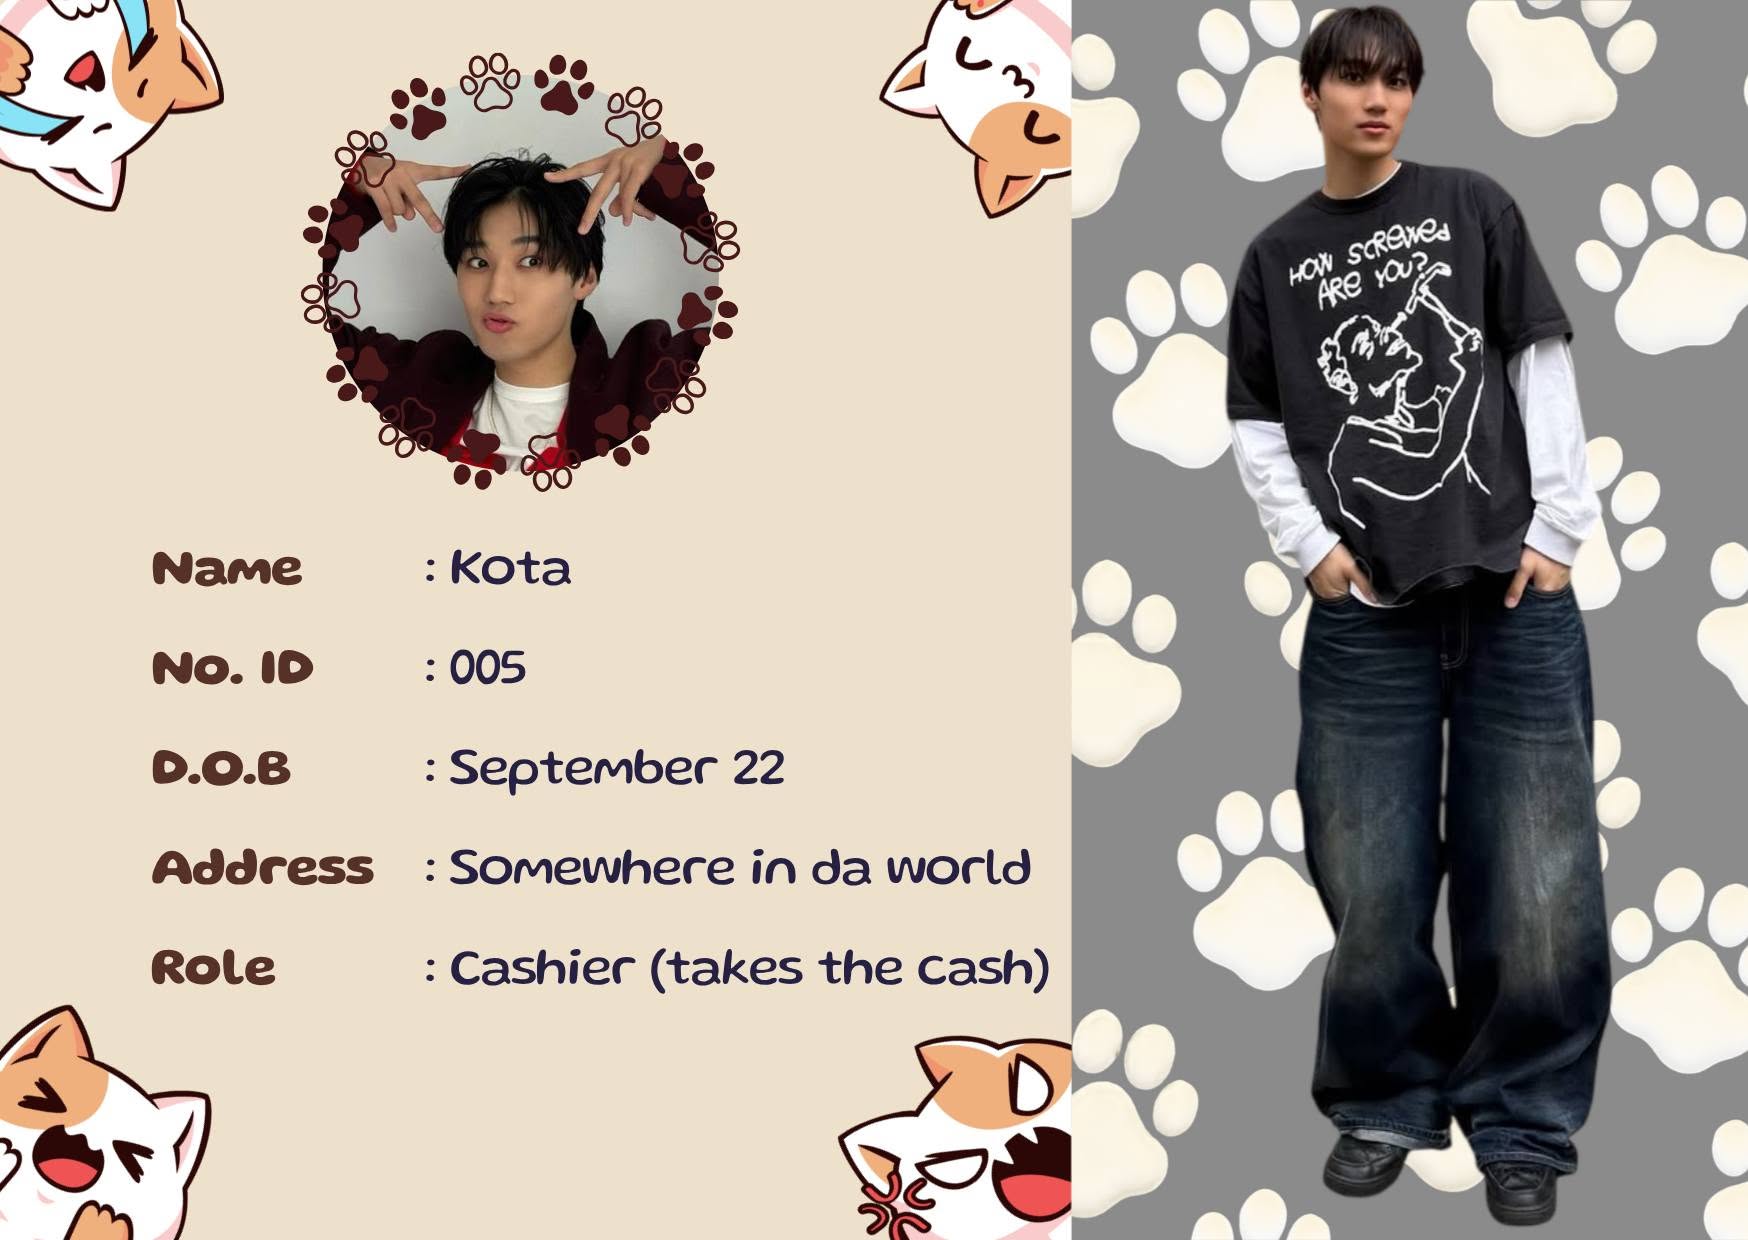 Name : Kota
No. ID : 005
D.O.B : September 22
Address : Somewhere in da world
Role : Cashier (takes the cash)
HOW SCREWED
ARE YOU?